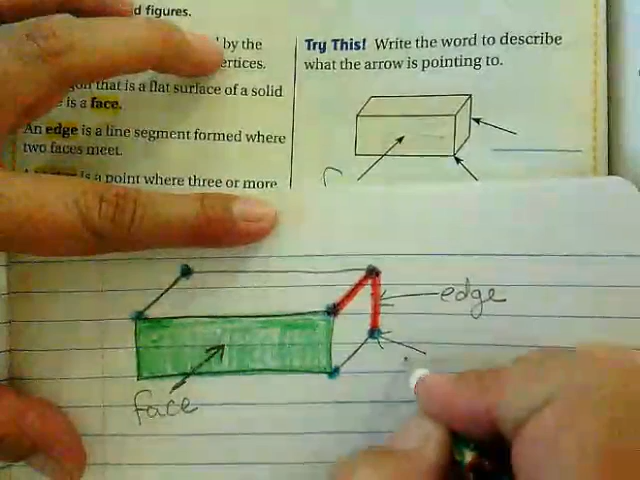 d figures.
by the
ertices.
gon that is a flat surface of a solid
e is a face.
An edge is a line segment formed where
two faces meet.
is a point where three or more
Try This! Write the word to describe
what the arrow is pointing to.
edge
face